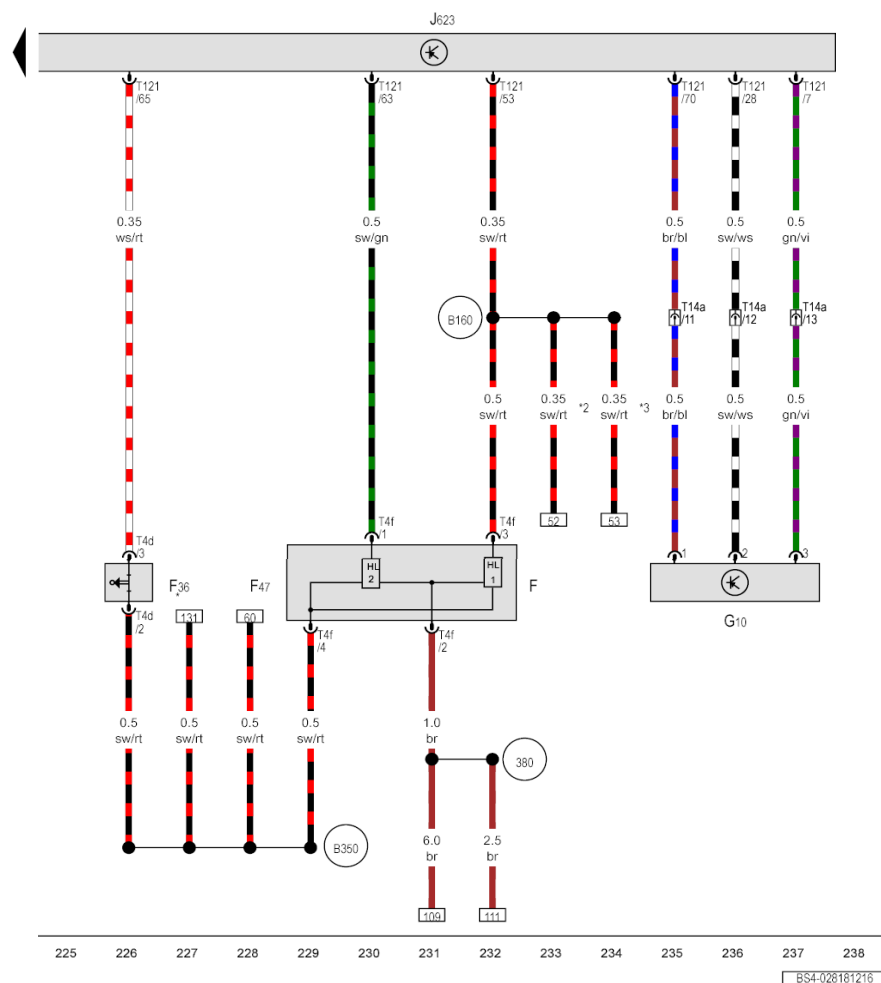 J623
T121 T121 T121 T121 T121 T121
/65 /63 /53 /70 /28 /7
0.35 0.5 0.35 0.5 0.5 0.5
ws/rt sw/gn sw/rt br/bl sw/ws gn/vi
T14a T14a T14a
B160 /11 /12 /13
0.5 0.35 0.35 0.5 0.5 0.5
sw/rt sw/rt *2 sw/rt *3 br/bl sw/ws gn/vi
T4f T4f
/1 /3 52 53
T4d
/3 1 2 3
HL HL
2 1
F36 F47 F
*
131 60
G10
T4d
/2
T4f T4f
/4 /2
0.5 0.5 0.5 0.5 1.0
sw/rt sw/rt sw/rt sw/rt br
380
B350
6.0 2.5
br br
109 111
225 226 227 228 229 230 231 232 233 234 235 236 237 238
BS4-028181216